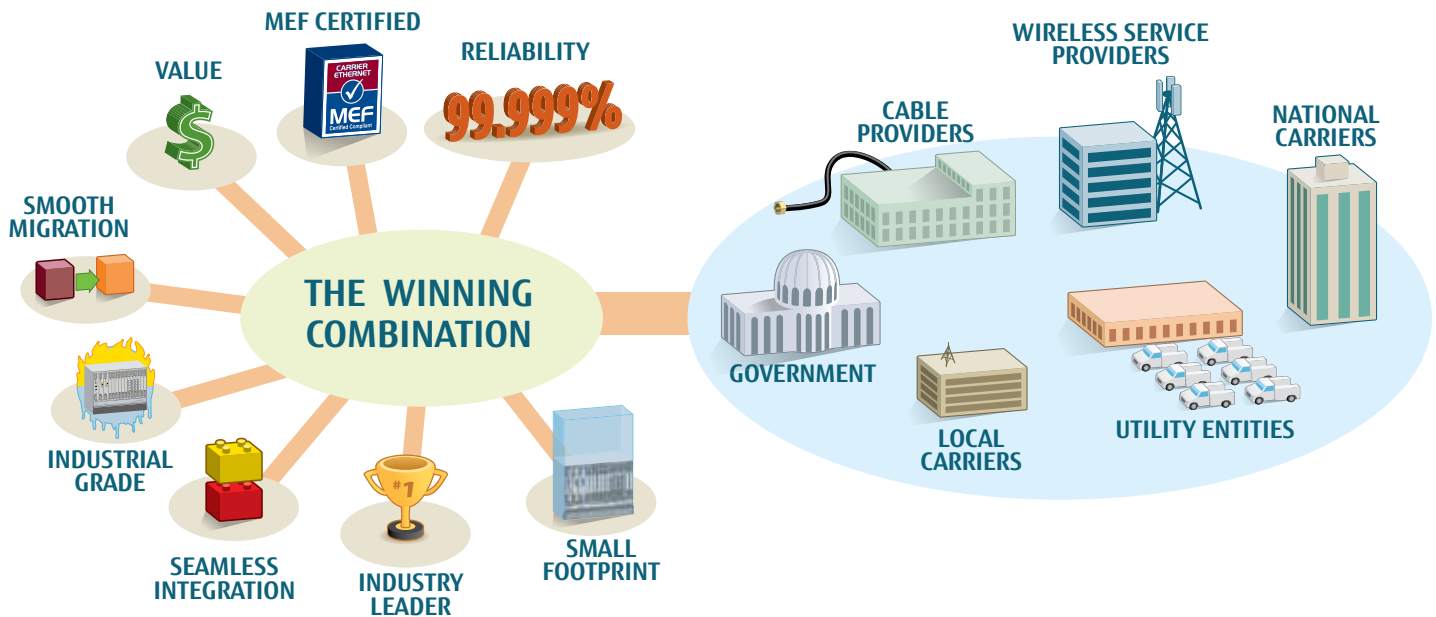 MEF CERTIFIED
CARRIER
ETHERNET
MEF
Certified Compliant
RELIABILITY
99.999%
VALUE
$
SMOOTH
MIGRATION
THE WINNING
COMBINATION
INDUSTRIAL
GRADE
SEAMLESS
INTEGRATION
#1
INDUSTRY
LEADER
SMALL
FOOTPRINT
WIRELESS SERVICE
PROVIDERS
CABLE
PROVIDERS
NATIONAL
CARRIERS
GOVERNMENT
LOCAL
CARRIERS
UTILITY ENTITIES